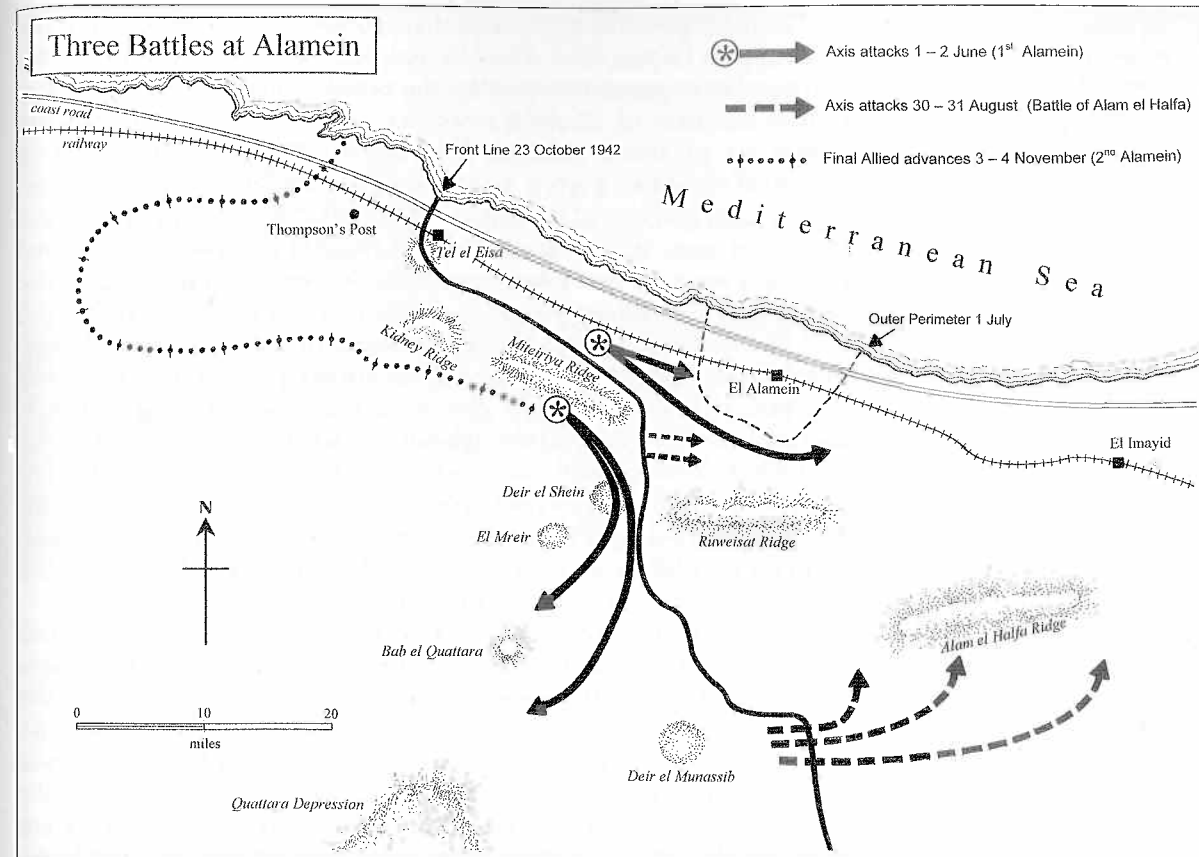 Three Battles at Alamein
Axis attacks 1 – 2 June (1st Alamein)
Axis attacks 30 – 31 August (Battle of Alam el Halfa)
Final Allied advances 3 – 4 November (2nd Alamein)
coast road
railway
Front Line 23 October 1942
Mediterranean Sea
Thompson's Post
Tel el Eisa
Outer Perimeter 1 July
Kidney Ridge
Miteiriya Ridge
El Alamein
El Imayid
Deir el Shein
El Mreir
Ruweisat Ridge
N
Alam el Halfa Ridge
Bab el Quattara
0 10 20
miles
Deir el Munassib
Quattara Depression